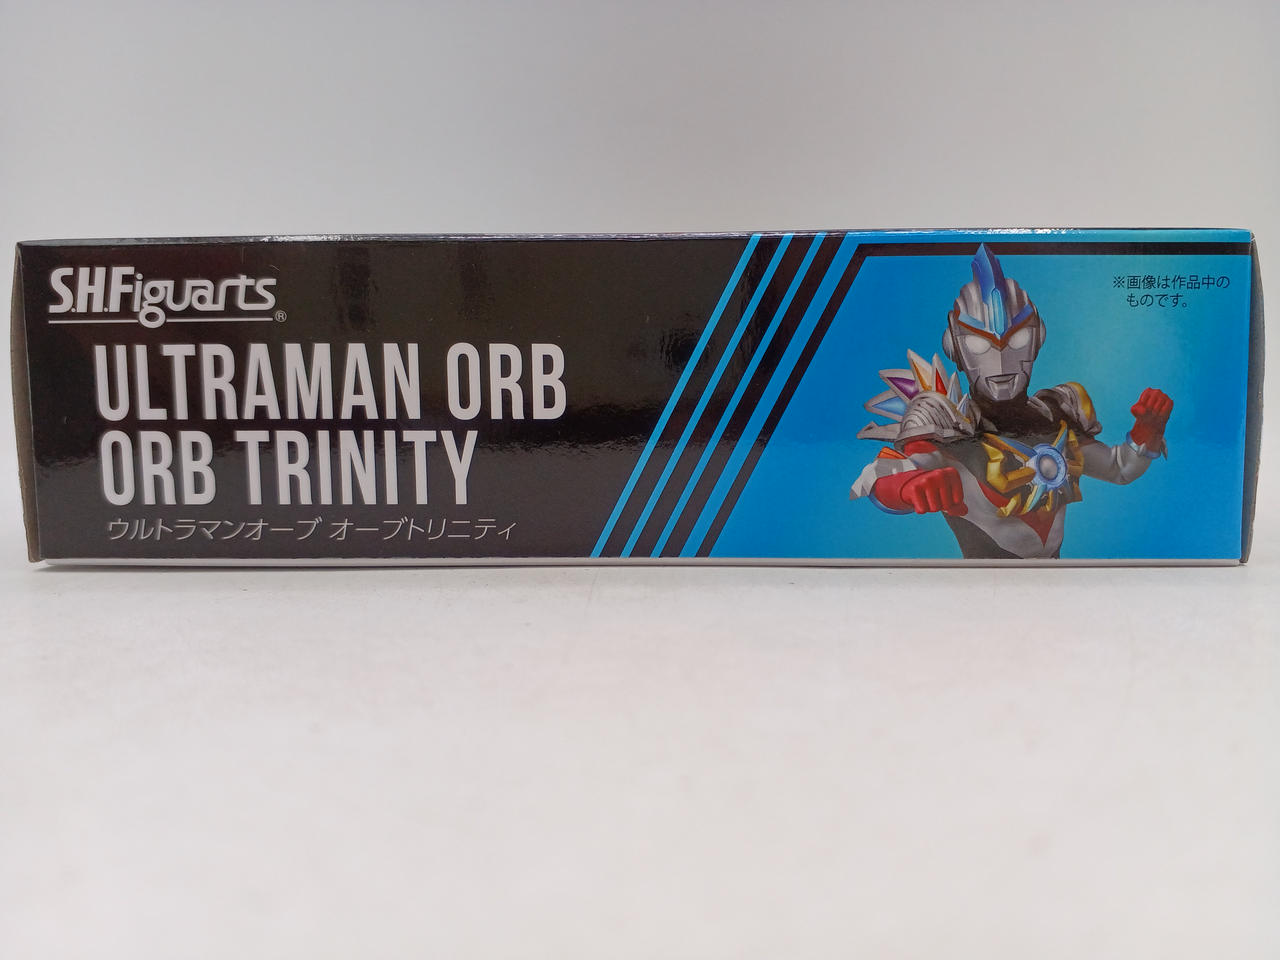 S.H.Figuarts®
ULTRAMAN ORB
ORB TRINITY
ウルトラマンオーブ オーブトリニティ
※画像は作品中の
ものです。